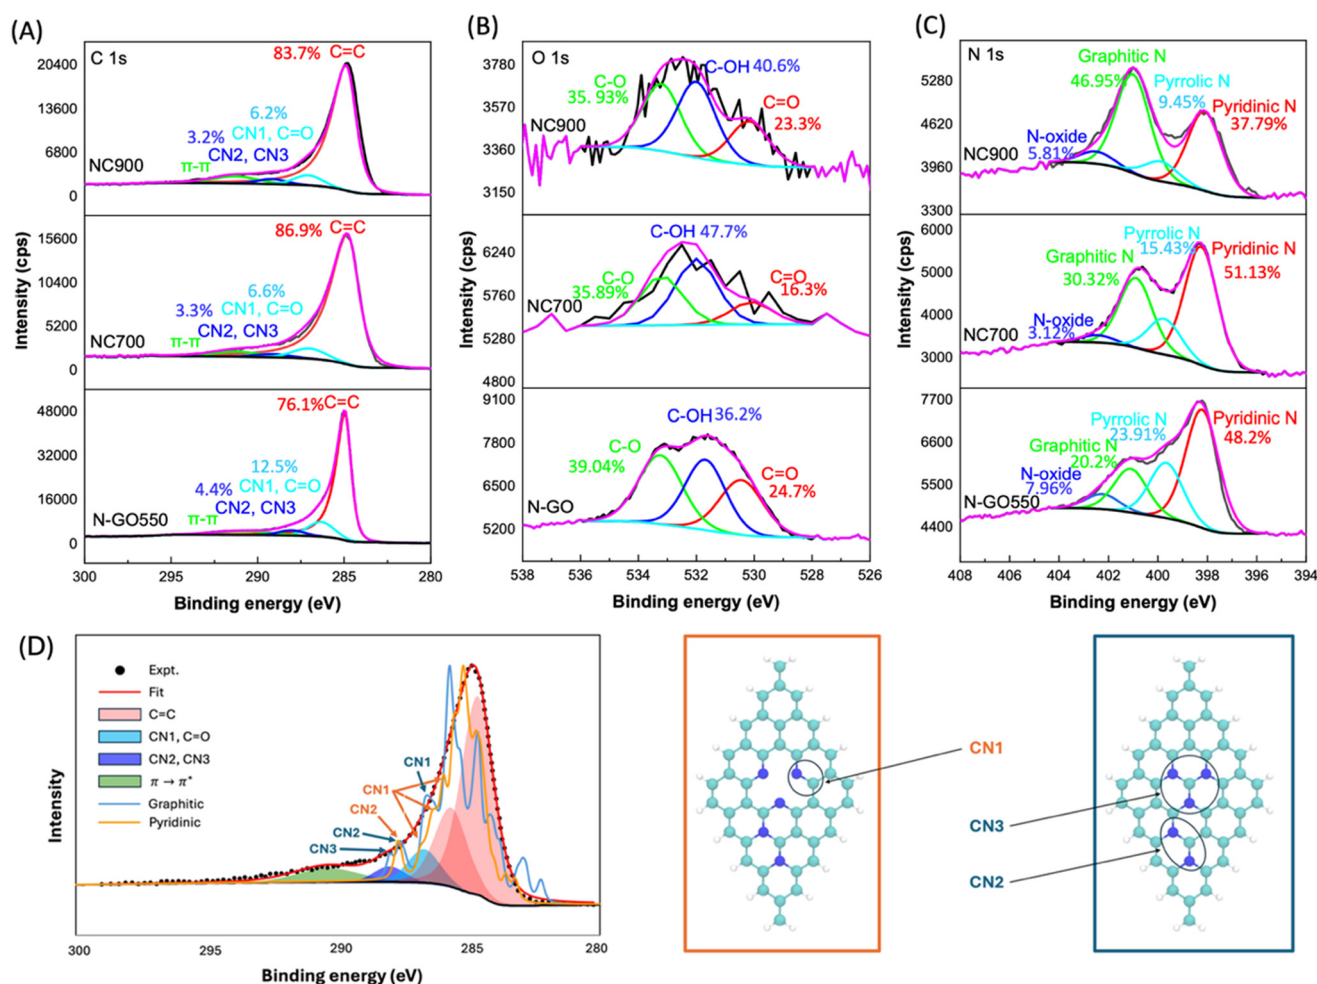 (A)
C 1s
83.7% C=C
20400
13600
6800
0
6.2%
CN1, C=O
3.2%
CN2, CN3
π-π
NC900
86.9% C=C
15600
10400
5200
0
6.6%
CN1, C=O
3.3%
CN2, CN3
π-π
NC700
76.1% C=C
48000
32000
16000
0
12.5%
CN1, C=O
4.4%
CN2, CN3
π-π
N-GO550
Intensity (cps)
300 295 290 285 280
Binding energy (eV)
(B)
O 1s
3780
3570
3360
3150
C-OH 40.6%
C-O
35. 93%
C=O
23.3%
NC900
6240
5760
5280
4800
C-OH 47.7%
C-O
35.89%
C=O
16.3%
NC700
9100
7800
6500
5200
C-OH 36.2%
C-O
39.04%
C=O
24.7%
N-GO
Intensity (cps)
538 536 534 532 530 528 526
Binding energy (eV)
(C)
N 1s
5280
4620
3960
3300
Graphitic N
46.95%
Pyrrolic N
9.45%
Pyridinic N
37.79%
N-oxide
5.81%
NC900
6000
5000
4000
3000
Pyrrolic N
15.43%
Graphitic N
30.32%
Pyridinic N
51.13%
N-oxide
3.12%
NC700
7700
6600
5500
4400
Pyrrolic N
23.91%
Pyridinic N
48.2%
Graphitic N
20.2%
N-oxide
7.96%
N-GO550
Intensity (cps)
408 406 404 402 400 398 396 394
Binding energy (eV)
(D)
Expt.
Fit
C=C
CN1, C=O
CN2, CN3
π → π*
Graphitic
Pyridinic
CN1
CN1
CN2
CN2
CN3
Intensity
300 295 290 285 280
Binding energy (eV)
CN1
CN3
CN2